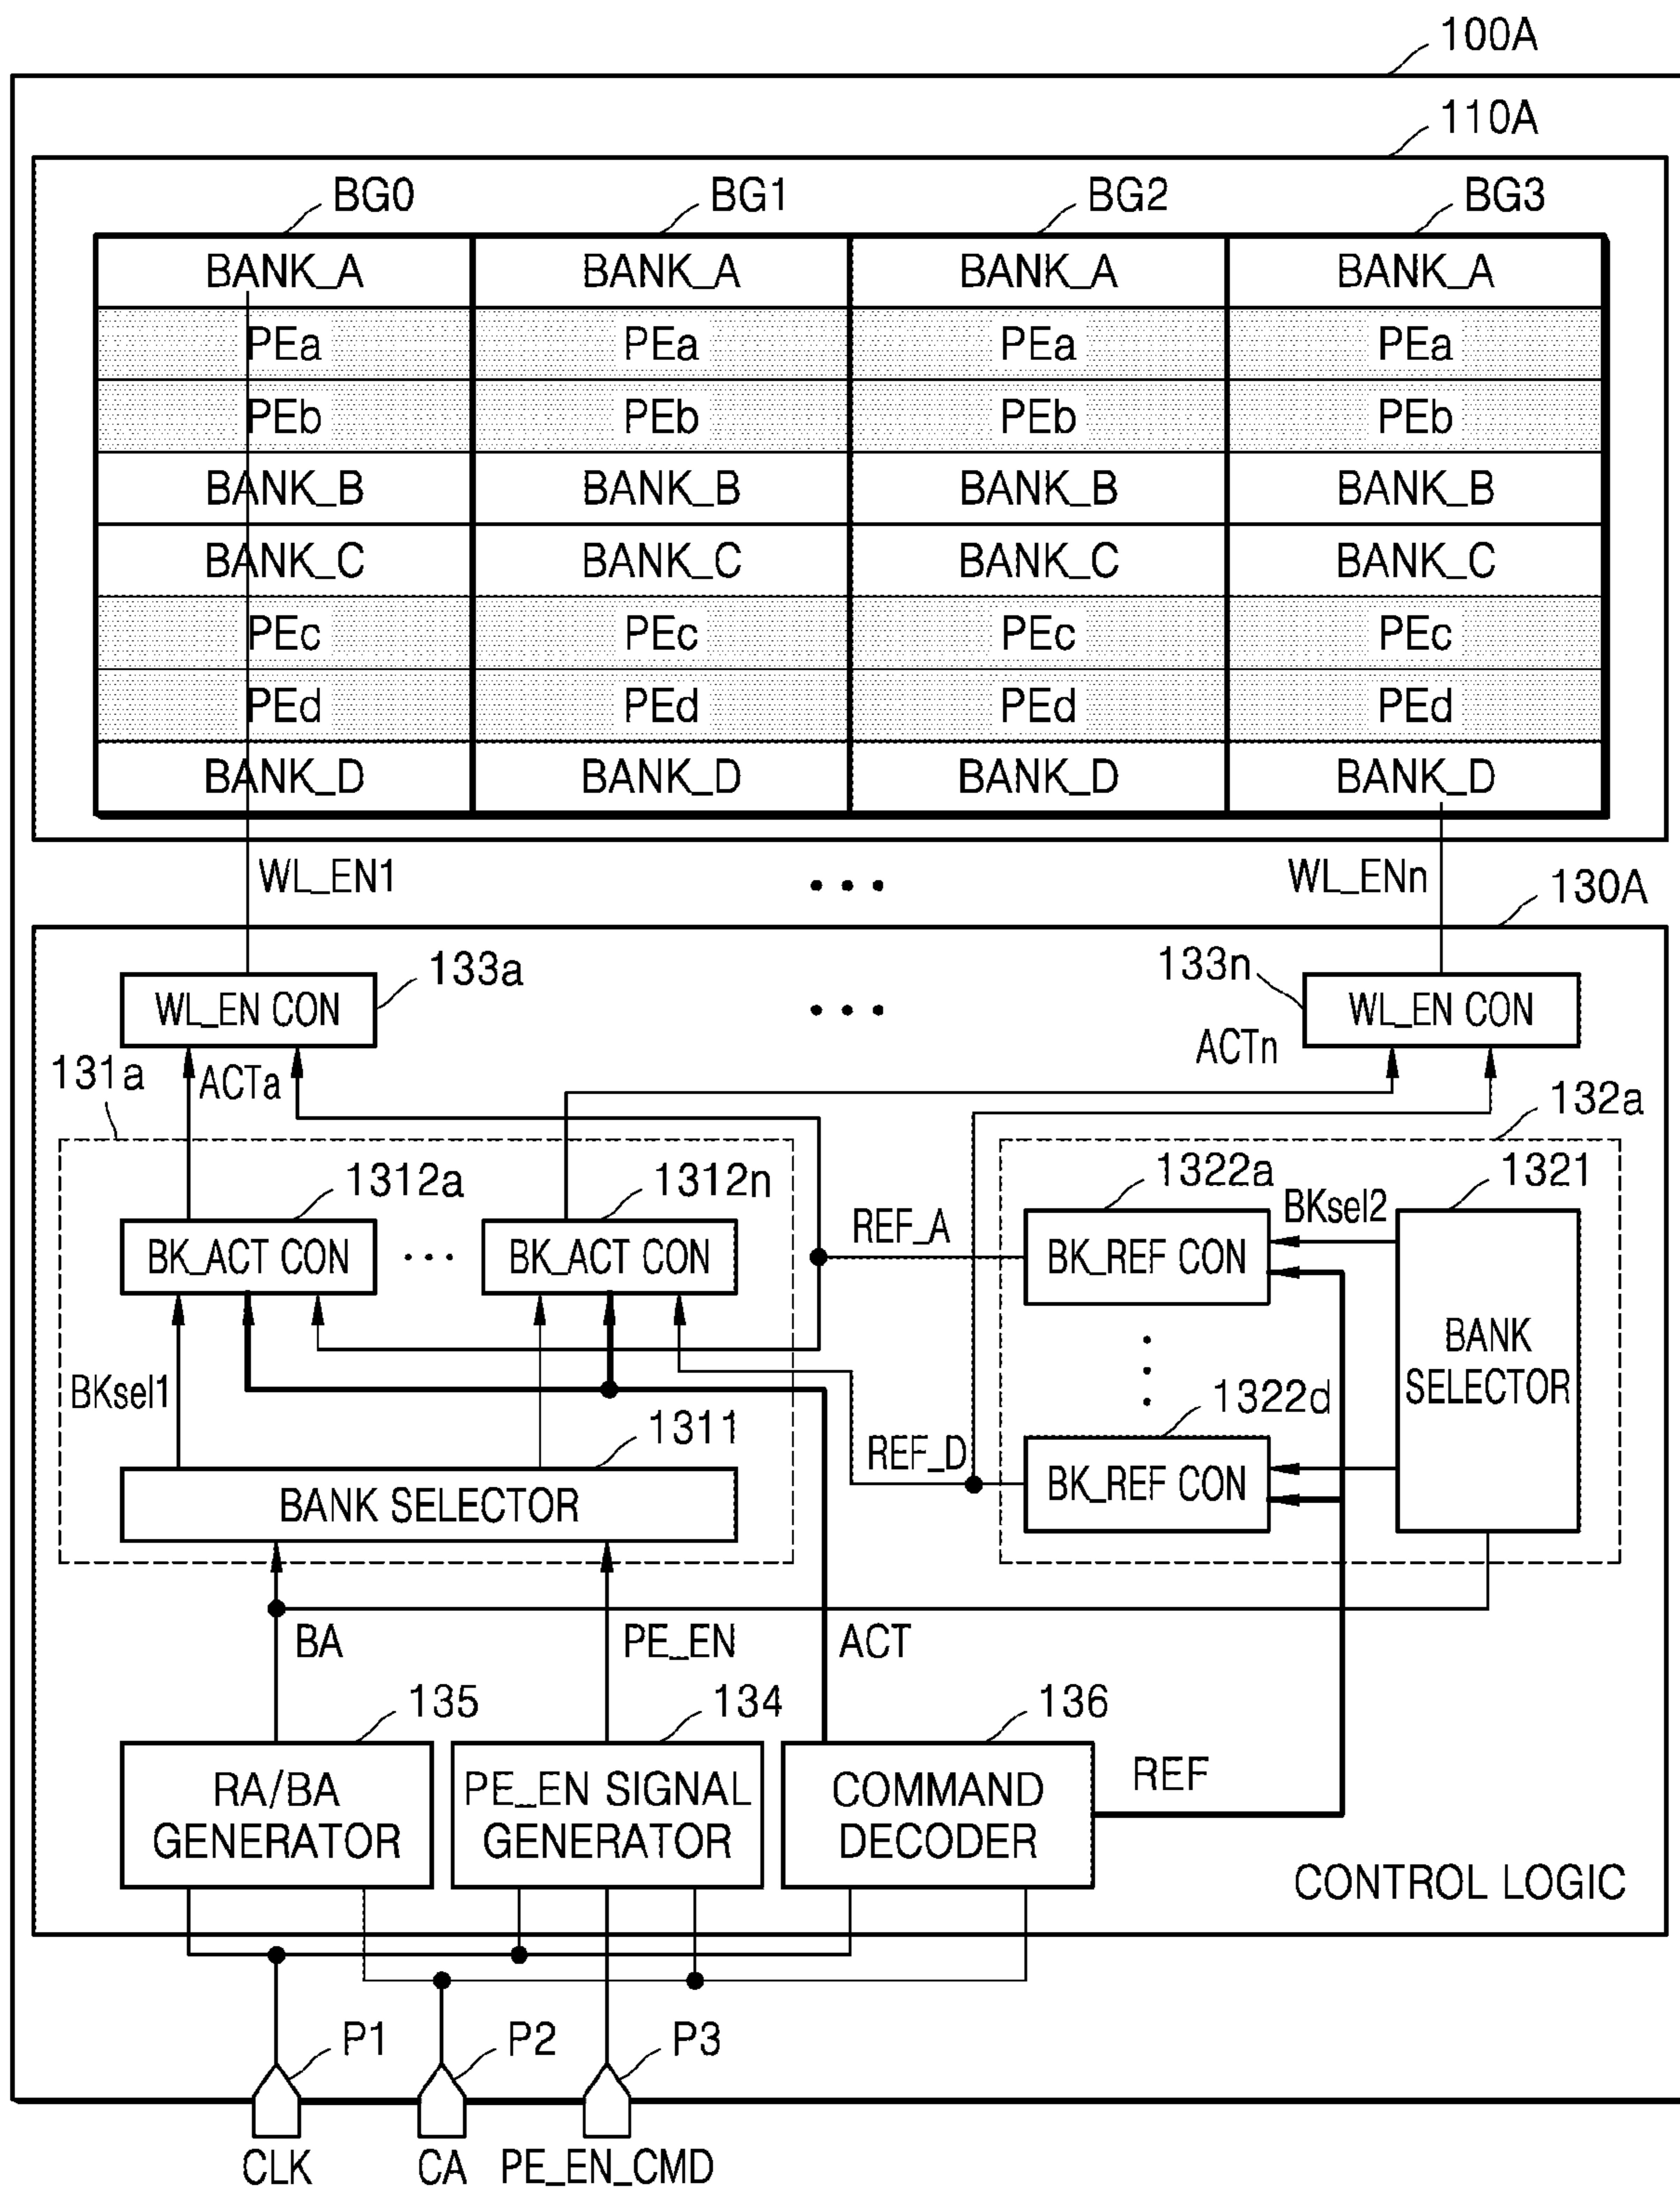 100A
110A
BG0 BG1 BG2 BG3
BANK_A BANK_A BANK_A BANK_A
PEa PEa PEa PEa
PEb PEb PEb PEb
BANK_B BANK_B BANK_B BANK_B
BANK_C BANK_C BANK_C BANK_C
PEc PEc PEc PEc
PEd PEd PEd PEd
BANK_D BANK_D BANK_D BANK_D
WL_EN1 ... WL_ENn
130A
133a ... 133n
WL_EN CON WL_EN CON
131a ACTa ACTn
132a
1312a 1312n 1322a 1321
BKsel2
REF_A
BK_ACT CON ... BK_ACT CON BK_REF CON
BANK
SELECTOR
BKsel1
1322d
1311
REF_D
BK_REF CON
BANK SELECTOR
BA PE_EN ACT
135 134 136
RA/BA
GENERATOR
PE_EN SIGNAL
GENERATOR
COMMAND
DECODER
REF
CONTROL LOGIC
P1 P2 P3
CLK CA PE_EN_CMD